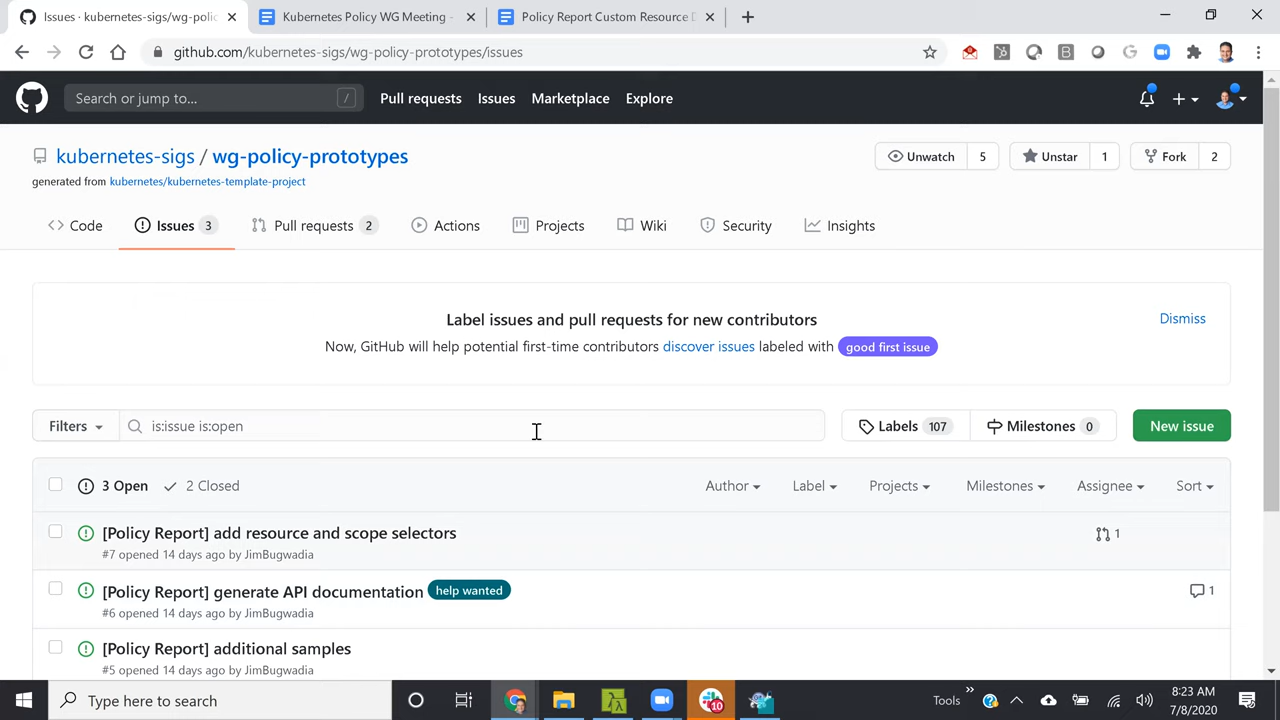 Issues · kubernetes-sigs/wg-polic
Kubernetes Policy WG Meeting -
Policy Report Custom Resource D
github.com/kubernetes-sigs/wg-policy-prototypes/issues
Search or jump to... /
Pull requests Issues Marketplace Explore
kubernetes-sigs / wg-policy-prototypes
Unwatch 5 Unstar 1 Fork 2
generated from kubernetes/kubernetes-template-project
Code Issues 3 Pull requests 2 Actions Projects Wiki Security Insights
Label issues and pull requests for new contributors
Dismiss
Now, GitHub will help potential first-time contributors discover issues labeled with good first issue
Filters is:issue is:open Labels 107 Milestones 0 New issue
3 Open 2 Closed Author Label Projects Milestones Assignee Sort
[Policy Report] add resource and scope selectors 1
#7 opened 14 days ago by JimBugwadia
[Policy Report] generate API documentation help wanted 1
#6 opened 14 days ago by JimBugwadia
[Policy Report] additional samples
#5 opened 14 days ago by JimBugwadia
Type here to search 10 Tools 8:23 AM
7/8/2020